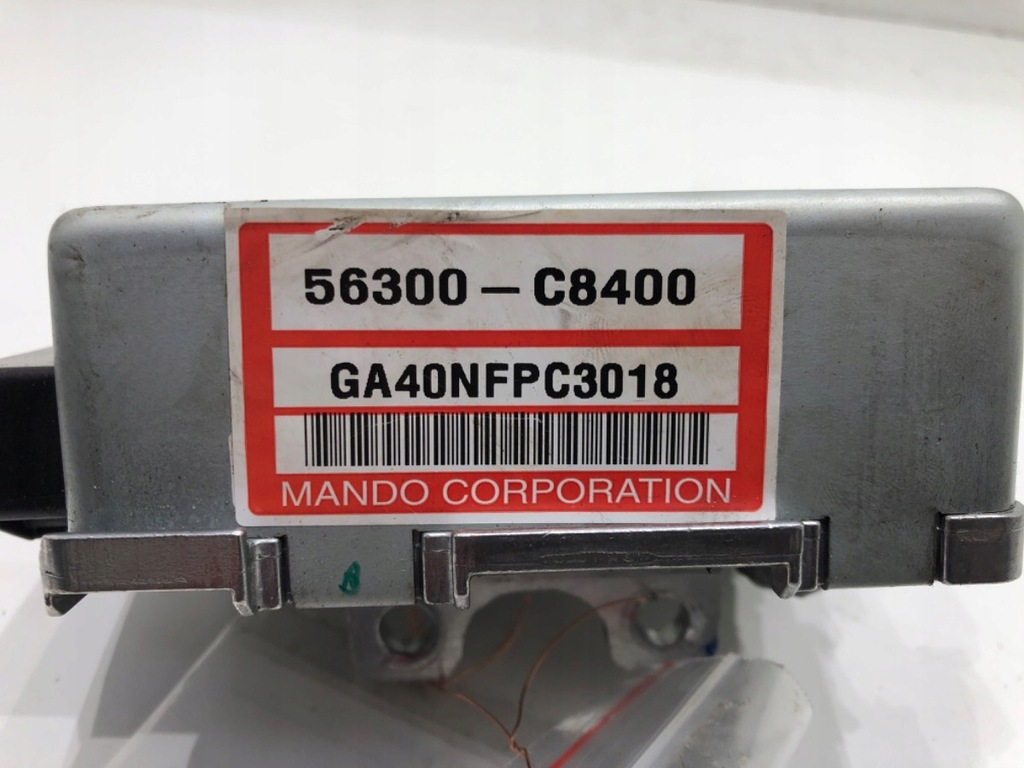 56300 – C8400
GA40NFPC3018
MANDO CORPORATION